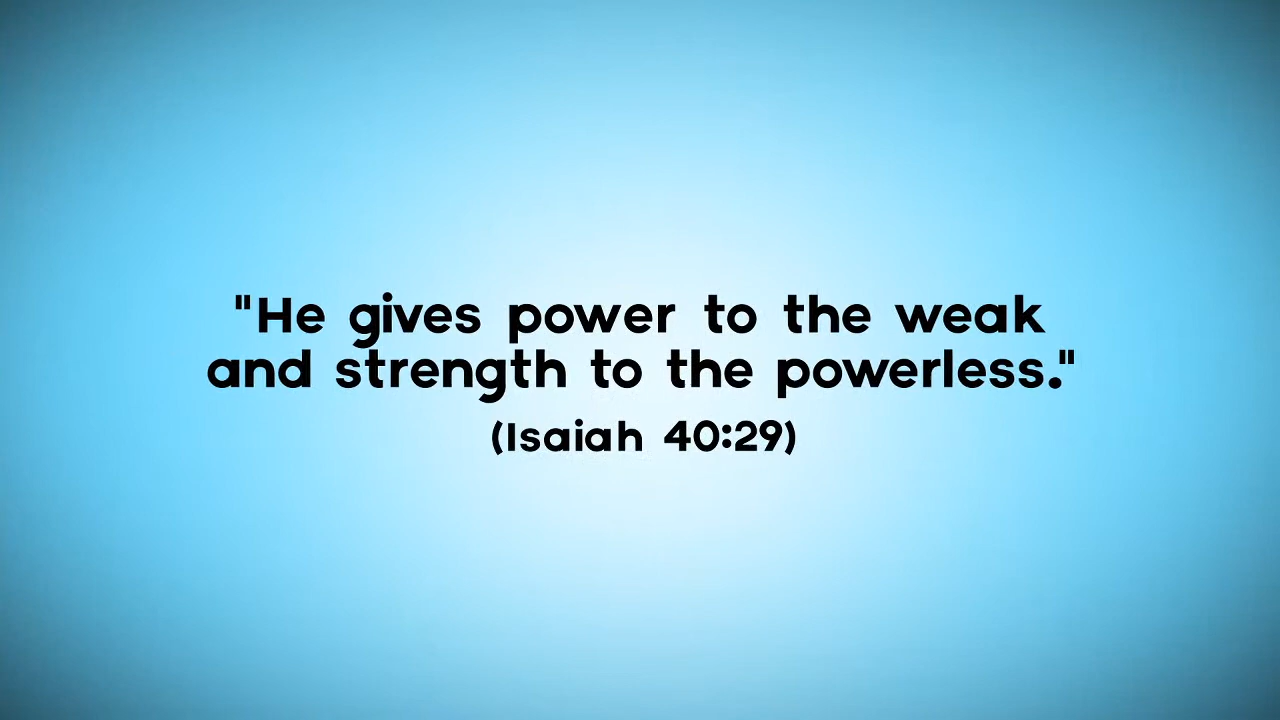 "He gives power to the weak
and strength to the powerless."
(Isaiah 40:29)